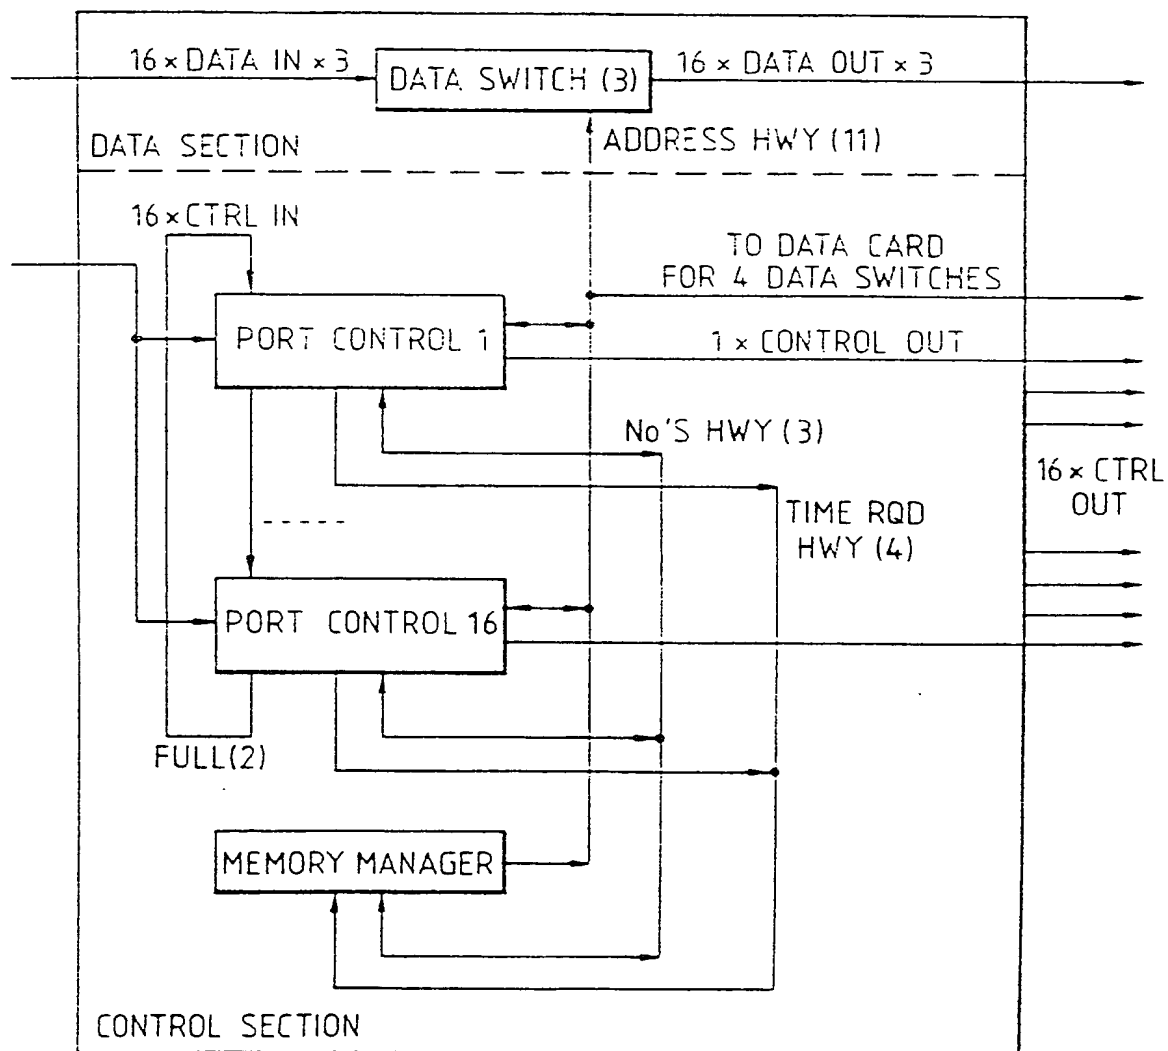 16 × DATA IN × 3
DATA SWITCH (3)
16 × DATA OUT × 3
DATA SECTION
ADDRESS HWY (11)
16 × CTRL IN
TO DATA CARD
FOR 4 DATA SWITCHES
PORT CONTROL 1
1 × CONTROL OUT
No'S HWY (3)
16 × CTRL
OUT
TIME RQD
HWY (4)
PORT CONTROL 16
FULL(2)
MEMORY MANAGER
CONTROL SECTION